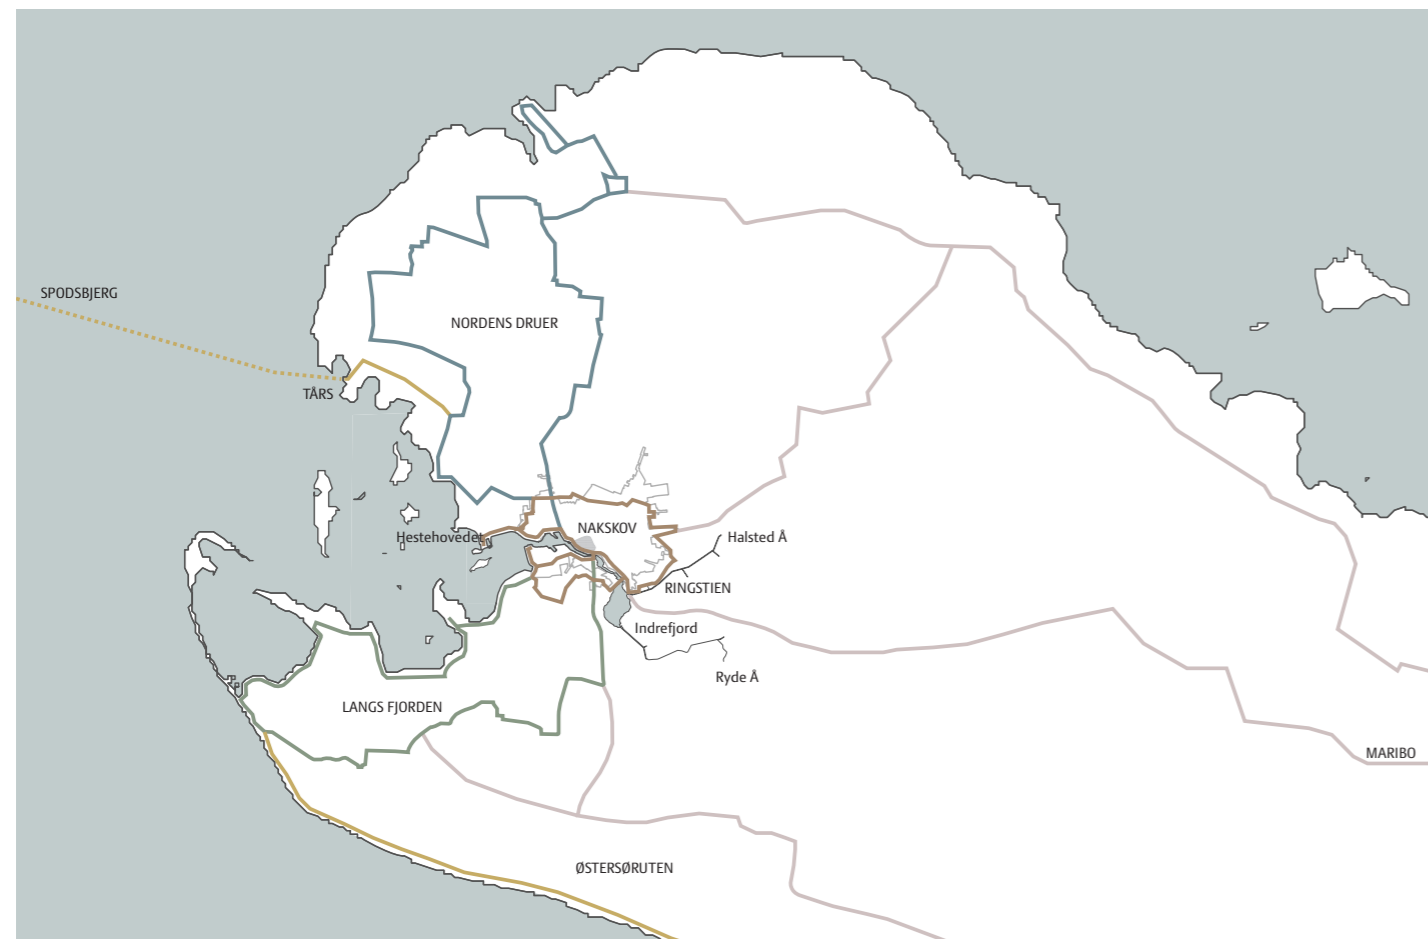 SPODSBJERG
NORDENS DRUER
TÅRS
NAKSKOV
Hestehovedet
Halsted Å
RINGSTIEN
Indrefjord
Ryde Å
LANGS FJORDEN
MARIBO
ØSTERSØRUTEN